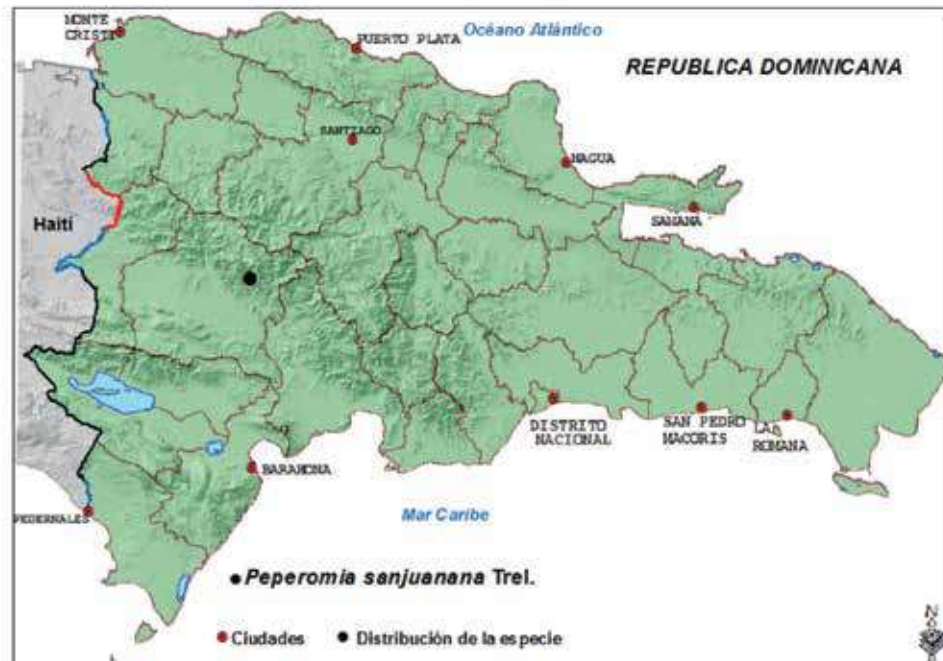 MONTE
CRISTI
Océano Atlántico
PUERTO PLATA
REPUBLICA DOMINICANA
SANTIAGO
NAGUA
SAMANA
Haití
DISTRITO
NACIONAL
SAN PEDRO
MACORIS
LA
ROMANA
BARAHONA
PEDERNALES
Mar Caribe
Peperomia sanjuanana Trel.
Ciudades
Distribución de la especie